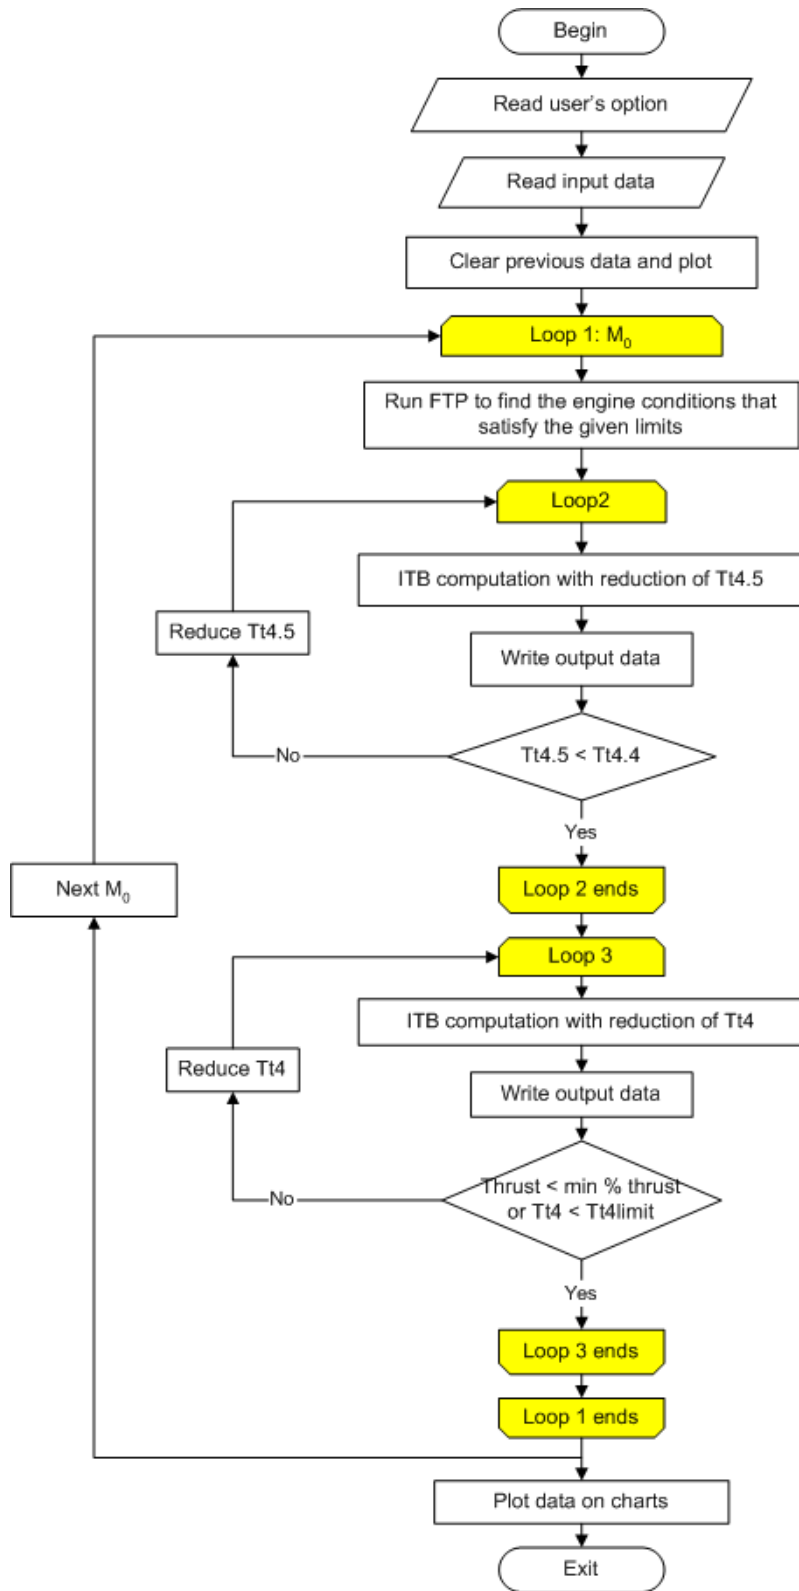 Begin
Read user's option
Read input data
Clear previous data and plot
Loop 1: M₀
Run FTP to find the engine conditions that
satisfy the given limits
Loop2
ITB computation with reduction of Tt4.5
Reduce Tt4.5
Write output data
No
Tt4.5 < Tt4.4
Yes
Next M₀
Loop 2 ends
Loop 3
ITB computation with reduction of Tt4
Reduce Tt4
Write output data
No
Thrust < min % thrust
or Tt4 < Tt4limit
Yes
Loop 3 ends
Loop 1 ends
Plot data on charts
Exit